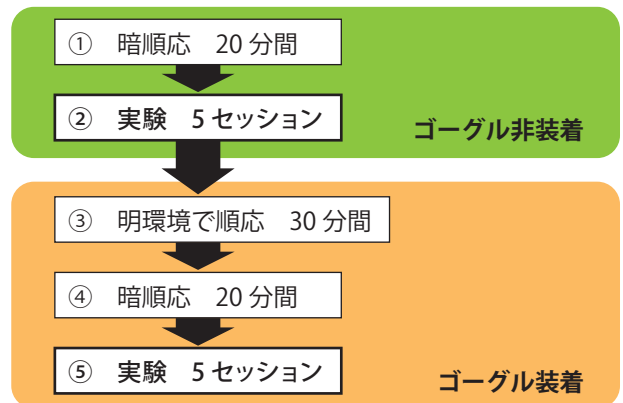 ① 暗順応 20 分間
② 実験 5 セッション
ゴーグル非装着
③ 明環境で順応 30 分間
④ 暗順応 20 分間
⑤ 実験 5 セッション
ゴーグル装着